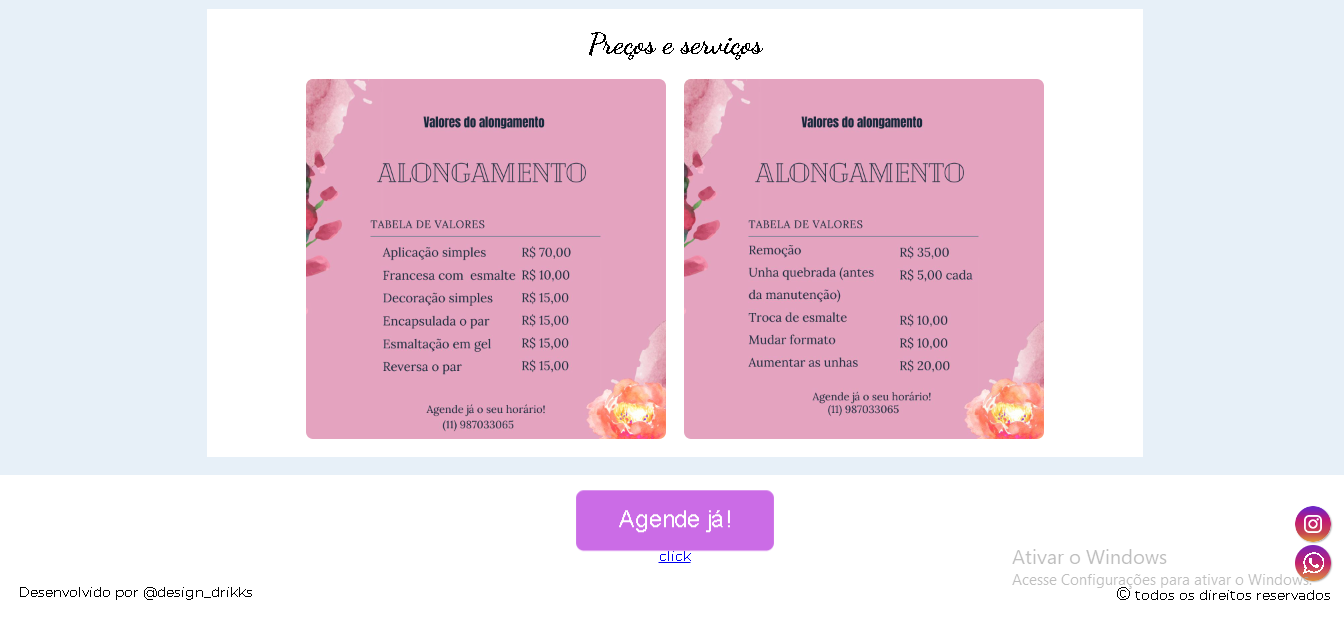 Preços e serviços
Valores do alongamento
ALONGAMENTO
TABELA DE VALORES
Aplicação simples R$ 70,00
Francesa com esmalte R$ 10,00
Decoração simples R$ 15,00
Encapsulada o par R$ 15,00
Esmaltação em gel R$ 15,00
Reversa o par R$ 15,00
Agende já o seu horário!
(11) 987033065
Valores do alongamento
ALONGAMENTO
TABELA DE VALORES
Remoção R$ 35,00
Unha quebrada (antes R$ 5,00 cada
da manutenção)
Troca de esmalte R$ 10,00
Mudar formato R$ 10,00
Aumentar as unhas R$ 20,00
Agende já o seu horário!
(11) 987033065
Agende já!
click
Ativar o Windows
Acesse Configurações para ativar o Windows.
Desenvolvido por @design_drikks
© todos os direitos reservados